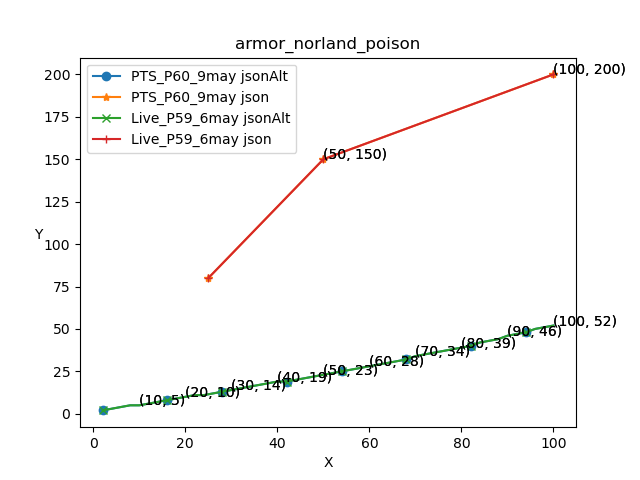 armor_norland_poison
PTS_P60_9may jsonAlt
PTS_P60_9may json
Live_P59_6may jsonAlt
Live_P59_6may json
(100, 200)
(50, 150)
(100, 52)
(90, 46)
(80, 39)
(70, 34)
(60, 28)
(50, 23)
(40, 19)
(30, 14)
(20, 10)
(10, 5)
Y
200
175
150
125
100
75
50
25
0
0 20 40 60 80 100
X